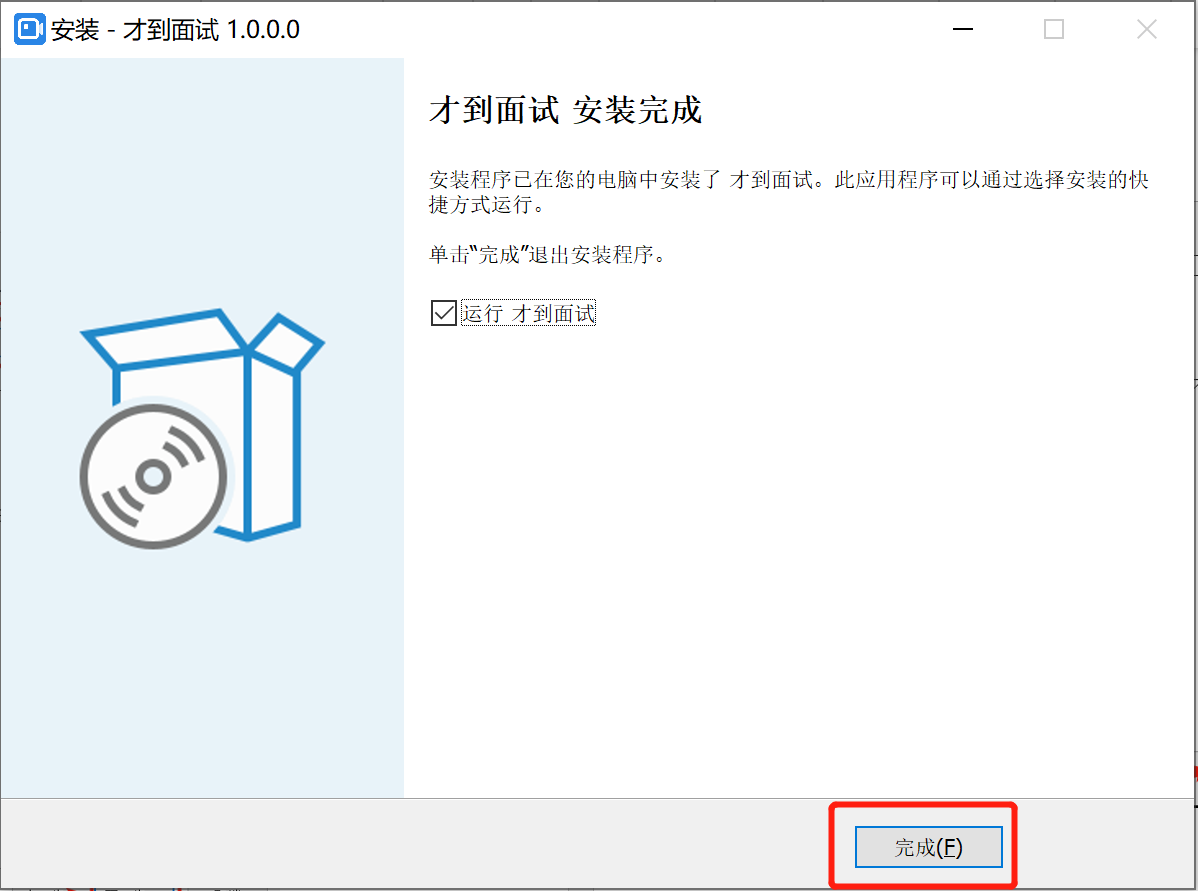 安装 - 才到面试 1.0.0.0
才到面试 安装完成
安装程序已在您的电脑中安装了 才到面试。此应用程序可以通过选择安装的快
捷方式运行。
单击“完成”退出安装程序。
运行 才到面试
完成(F)